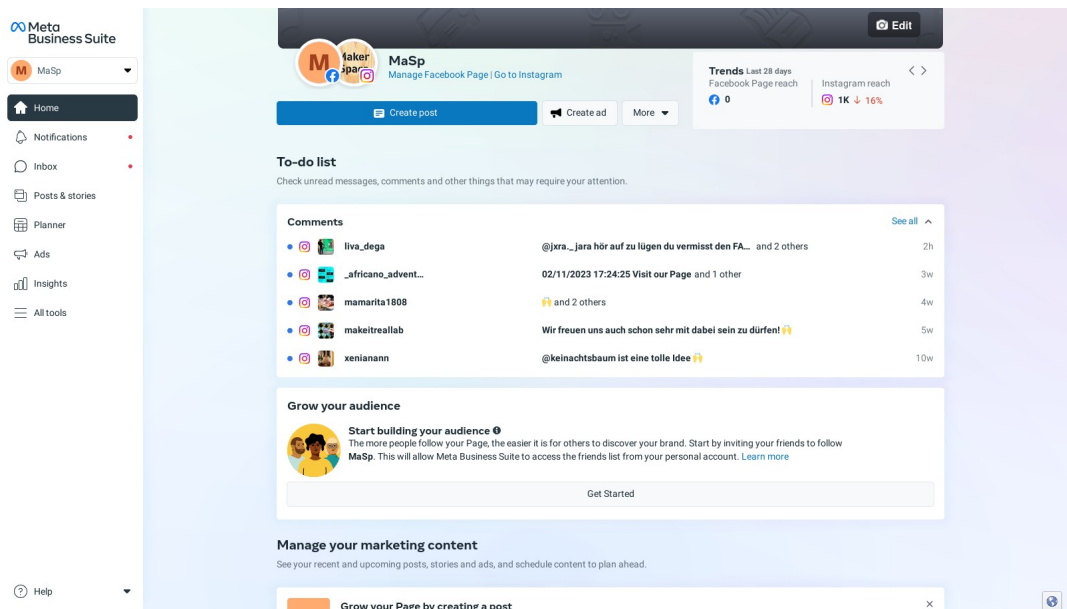 Meta
Business Suite
M MaSp
Home
Notifications
Inbox
Posts & stories
Planner
Ads
Insights
All tools
Help
Edit
M
Maker
Space
MaSp
Manage Facebook Page | Go to Instagram
Create post
Create ad
More
Trends Last 28 days
Facebook Page reach
0
Instagram reach
1K ↓ 16%
To-do list
Check unread messages, comments and other things that may require your attention.
Comments
See all
liva_dega @jxra._ jara hör auf zu lügen du vermisst den FA... and 2 others 2h
_africano_advent... 02/11/2023 17:24:25 Visit our Page and 1 other 3w
mamarita1808 🙌 and 2 others 4w
makeitreallab Wir freuen uns auch schon sehr mit dabei sein zu dürfen! 🙌 5w
xenianann @keinachtsbaum ist eine tolle Idee 🙌 10w
Grow your audience
Start building your audience
The more people follow your Page, the easier it is for others to discover your brand. Start by inviting your friends to follow
MaSp. This will allow Meta Business Suite to access the friends list from your personal account. Learn more
Get Started
Manage your marketing content
See your recent and upcoming posts, stories and ads, and schedule content to plan ahead.
Grow your Page by creating a post